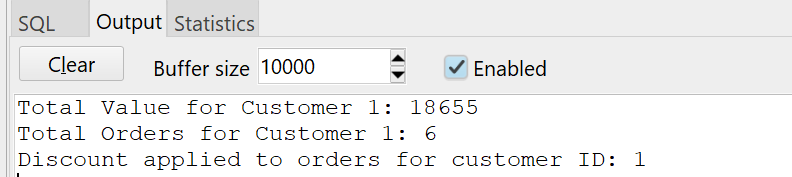 SQL Output Statistics
Clear Buffer size 10000 Enabled
Total Value for Customer 1: 18655
Total Orders for Customer 1: 6
Discount applied to orders for customer ID: 1